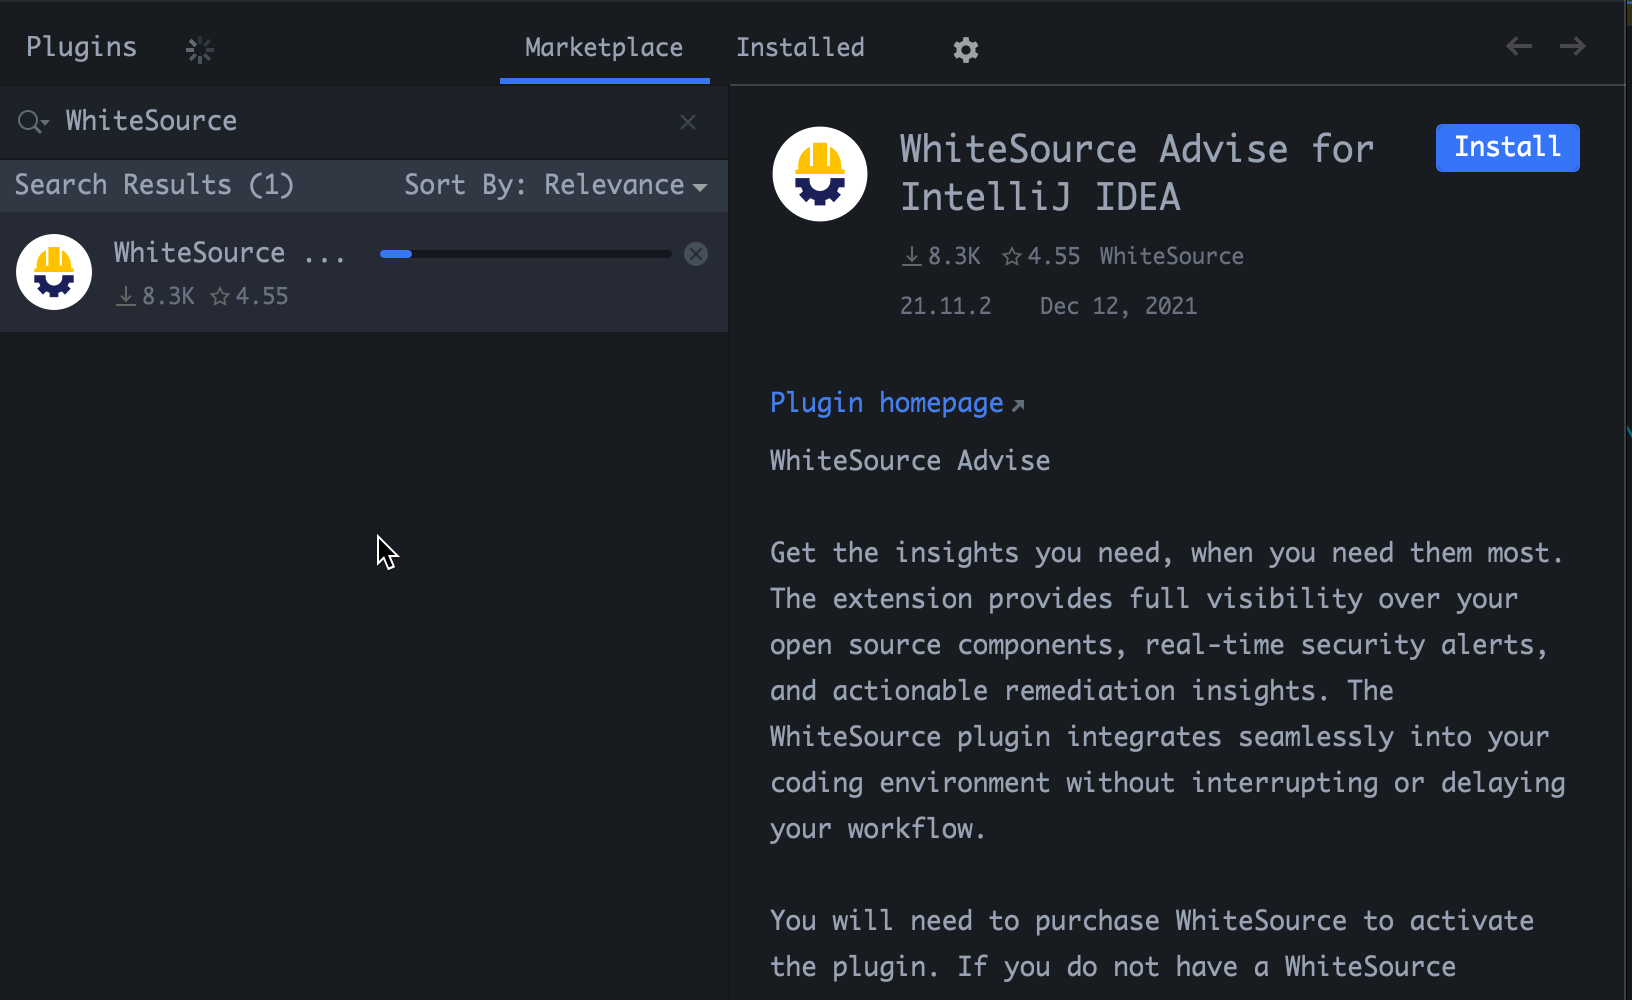 Plugins
Marketplace
Installed
WhiteSource
Search Results (1)
Sort By: Relevance
WhiteSource ...
8.3K 4.55
WhiteSource Advise for
IntelliJ IDEA
Install
8.3K 4.55 WhiteSource
21.11.2 Dec 12, 2021
Plugin homepage
WhiteSource Advise
Get the insights you need, when you need them most.
The extension provides full visibility over your
open source components, real-time security alerts,
and actionable remediation insights. The
WhiteSource plugin integrates seamlessly into your
coding environment without interrupting or delaying
your workflow.
You will need to purchase WhiteSource to activate
the plugin. If you do not have a WhiteSource